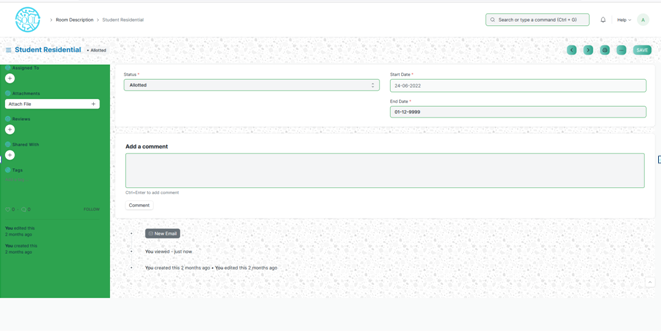 Room Description
Student Residential
Search or type a command (Ctrl + G)
Help
A
Student Residential
Allotted
SAVE
Assigned To
Attachments
Attach File
Reviews
Shared With
Tags
FOLLOW
You edited this
2 months ago
You created this
2 months ago
Status *
Allotted
Start Date *
24-06-2022
End Date *
01-12-9999
Add a comment
Ctrl+Enter to add comment
Comment
New Email
You viewed · just now
You created this 2 months ago • You edited this 2 months ago